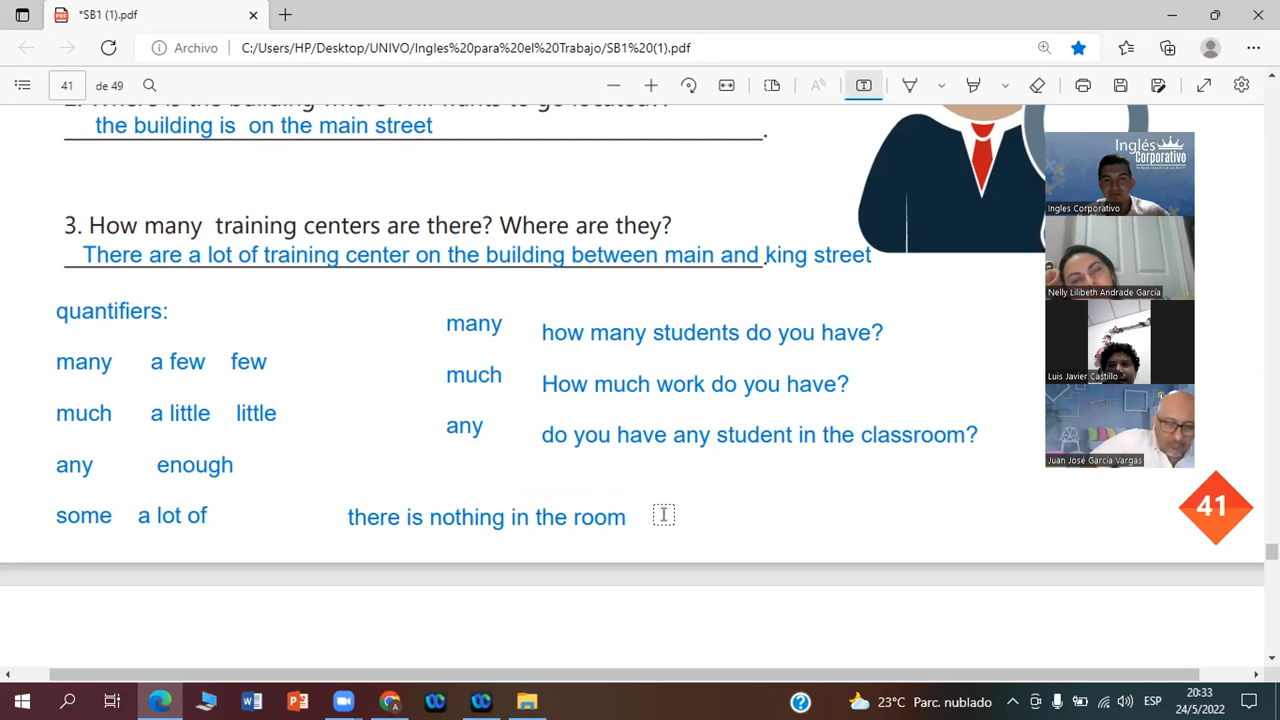 *SB1 (1).pdf
Archivo
C:/Users/HP/Desktop/UNIVO/Ingles%20para%20el%20Trabajo/SB1%20(1).pdf
41
de 49
the building is on the main street
3. How many training centers are there? Where are they?
There are a lot of training center on the building between main and king street
quantifiers:
many a few few
much a little little
any enough
some a lot of
many how many students do you have?
much How much work do you have?
any do you have any student in the classroom?
there is nothing in the room
Inglés
Corporativo
Ingles Corporativo
Nelly Lilibeth Andrade García
Luis Javier Castillo
Juan José García Vargas
41
23°C Parc. nublado
ESP
20:33
24/5/2022